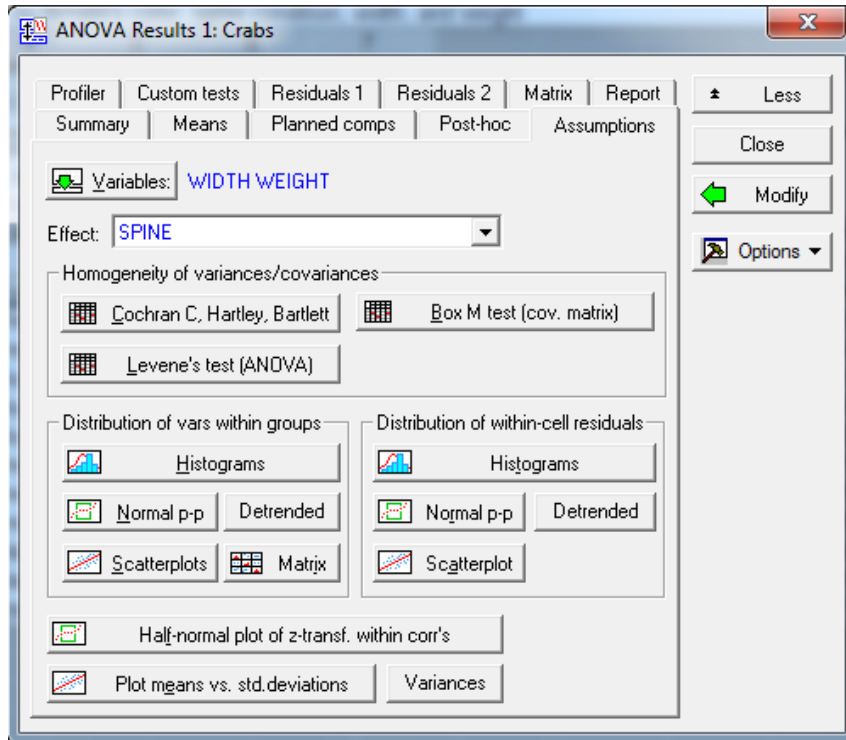 ANOVA Results 1: Crabs
Profiler Custom tests Residuals 1 Residuals 2 Matrix Report
Summary Means Planned comps Post-hoc Assumptions
Less
Close
Modify
Options
Variables: WIDTH WEIGHT
Effect: SPINE
Homogeneity of variances/covariances
Cochran C, Hartley, Bartlett Box M test (cov. matrix)
Levene's test (ANOVA)
Distribution of vars within groups Distribution of within-cell residuals
Histograms Histograms
Normal p-p Detrended Normal p-p Detrended
Scatterplots Matrix Scatterplot
Half-normal plot of z-transf. within corr's
Plot means vs. std.deviations Variances